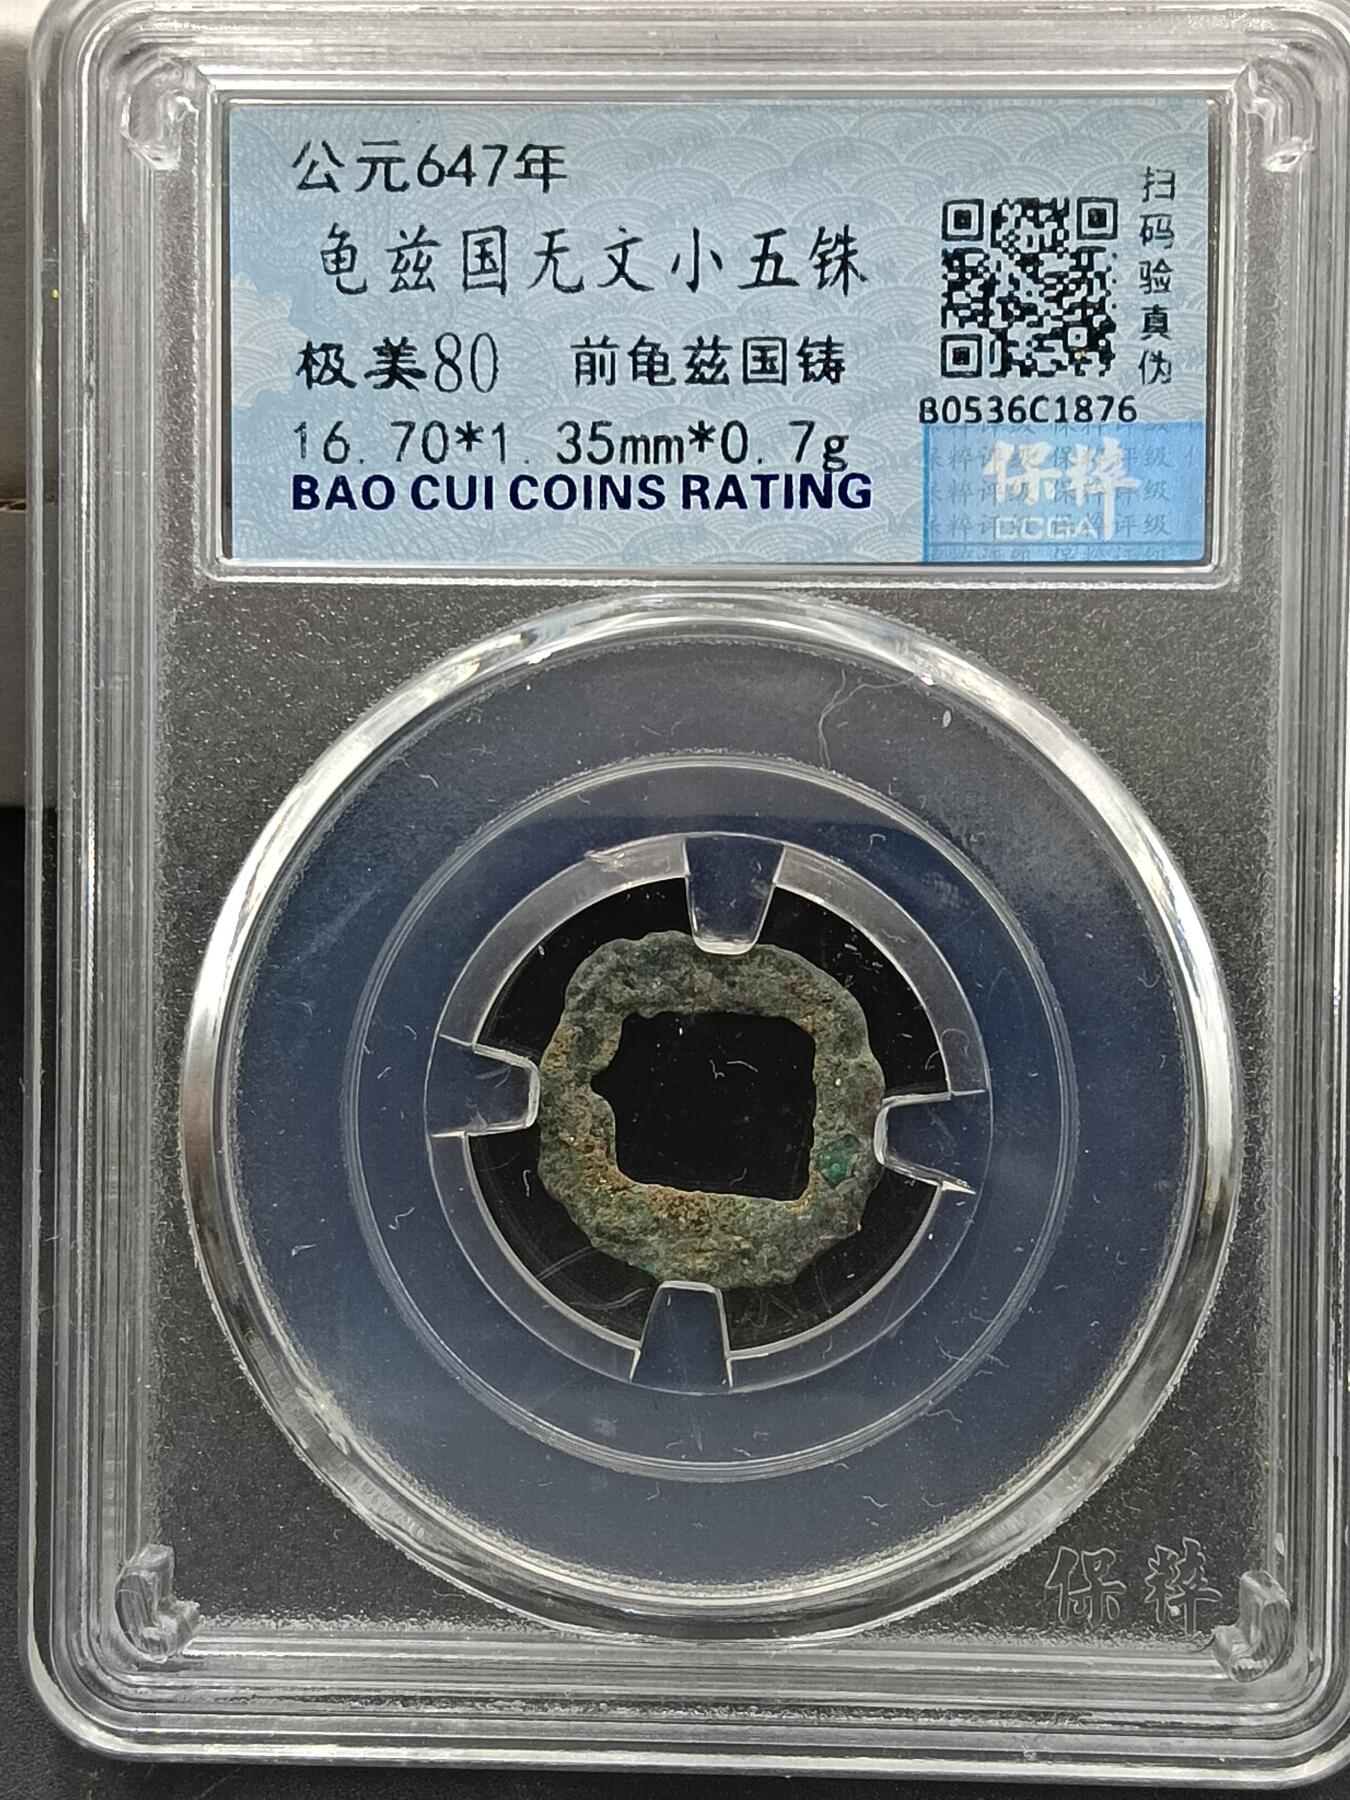 公元647年
龟兹国无文小五铢
极美80 前龟兹国铸
16.70*1.35mm*0.7g
BAO CUI COINS RATING
扫码验真伪
B0536C1876
保粹
CCGA
保粹